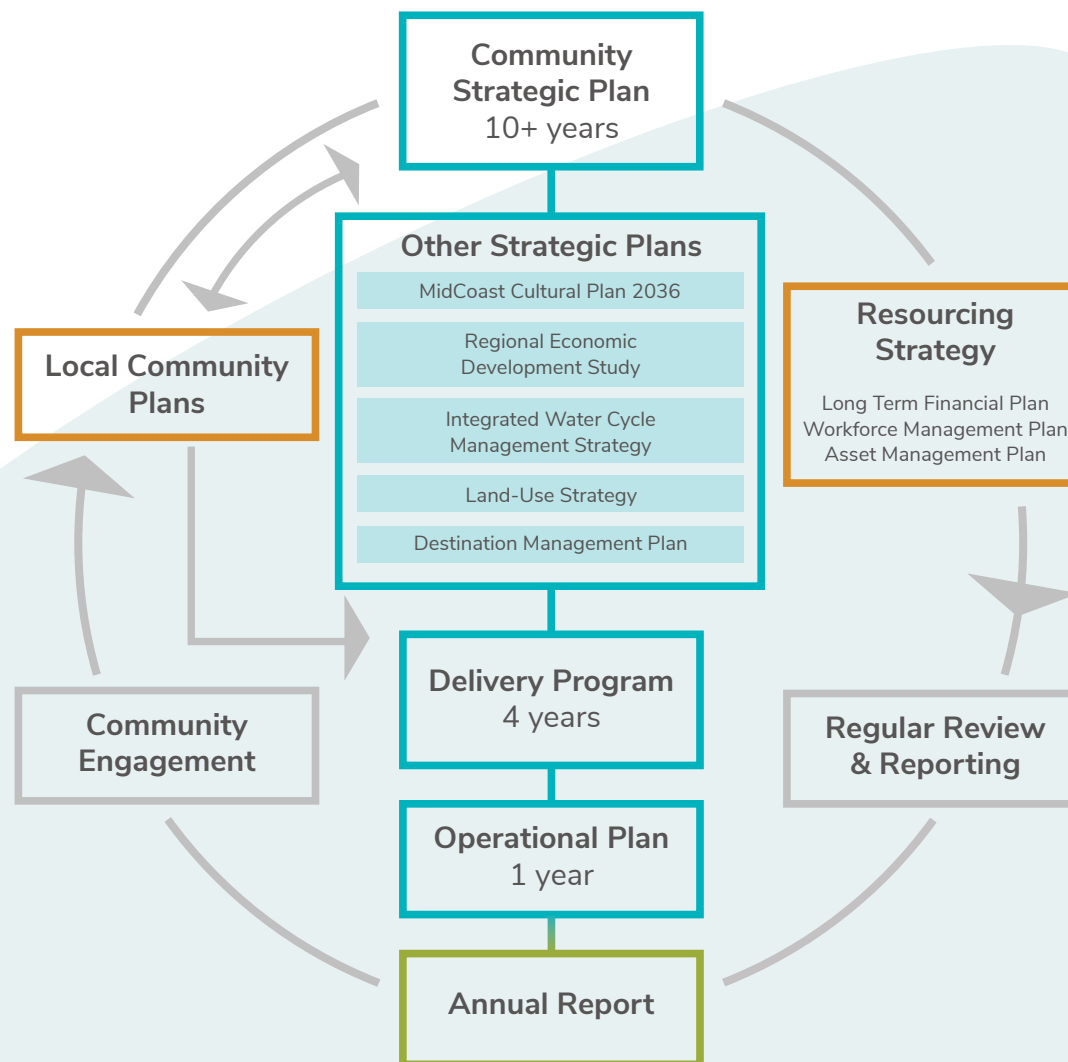 Community
Strategic Plan
10+ years
Other Strategic Plans
MidCoast Cultural Plan 2036
Regional Economic
Development Study
Integrated Water Cycle
Management Strategy
Land-Use Strategy
Destination Management Plan
Local Community
Plans
Resourcing
Strategy
Long Term Financial Plan
Workforce Management Plan
Asset Management Plan
Delivery Program
4 years
Community
Engagement
Regular Review
& Reporting
Operational Plan
1 year
Annual Report